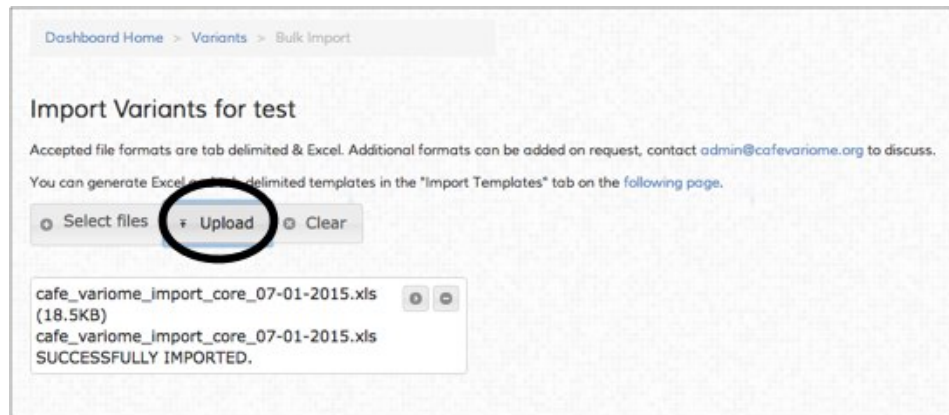 Dashboard Home > Variants > Bulk Import
Import Variants for test
Accepted file formats are tab delimited & Excel. Additional formats can be added on request, contact admin@cafevariome.org to discuss.
You can generate Excel delimited templates in the "Import Templates" tab on the following page.
Select files Upload Clear
cafe_variome_import_core_07-01-2015.xls
(18.5KB)
cafe_variome_import_core_07-01-2015.xls
SUCCESSFULLY IMPORTED.